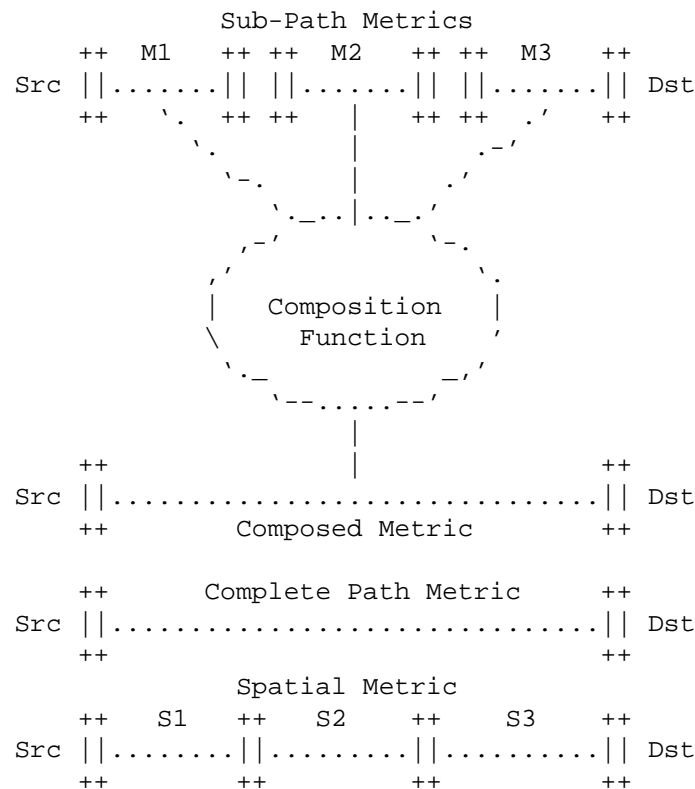 Sub-Path Metrics
++ M1 ++ ++ M2 ++ ++ M3 ++
Src ||.......|| ||.......|| ||.......|| Dst
++ `. ++ ++ | ++ ++ .' ++
`. | .-'
`-. | .'
`._..|.._.'
,-' `-.
,' `.
| Composition |
\ Function '
`._ _,'
`--.....--'
|
++ | ++
Src ||...............................|| Dst
++ Composed Metric ++
++ Complete Path Metric ++
Src ||...............................|| Dst
++ ++
Spatial Metric
++ S1 ++ S2 ++ S3 ++
Src ||........||.........||..........|| Dst
++ ++ ++ ++